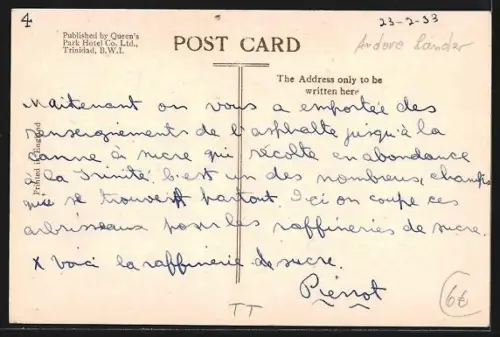 4
Published by Queen's
Park Hotel Co. Ltd.,
Trinidad, B.W.I.
POST CARD
23-2-33
Andere Länder
The Address only to be
written here
Printed in England
Maitenant on vous a emportée des
renseignements de l'asphalte jusqu'à la
canne à sucre qui récolte en abondance
à la Trinité c'est un des nombreux, champs
qui se trouvent partout. Ici on coupe ces
arbrisseaux pour les raffineries de sucre.
x Voici la raffinerie de sucre.
Pierrot
TT
6€